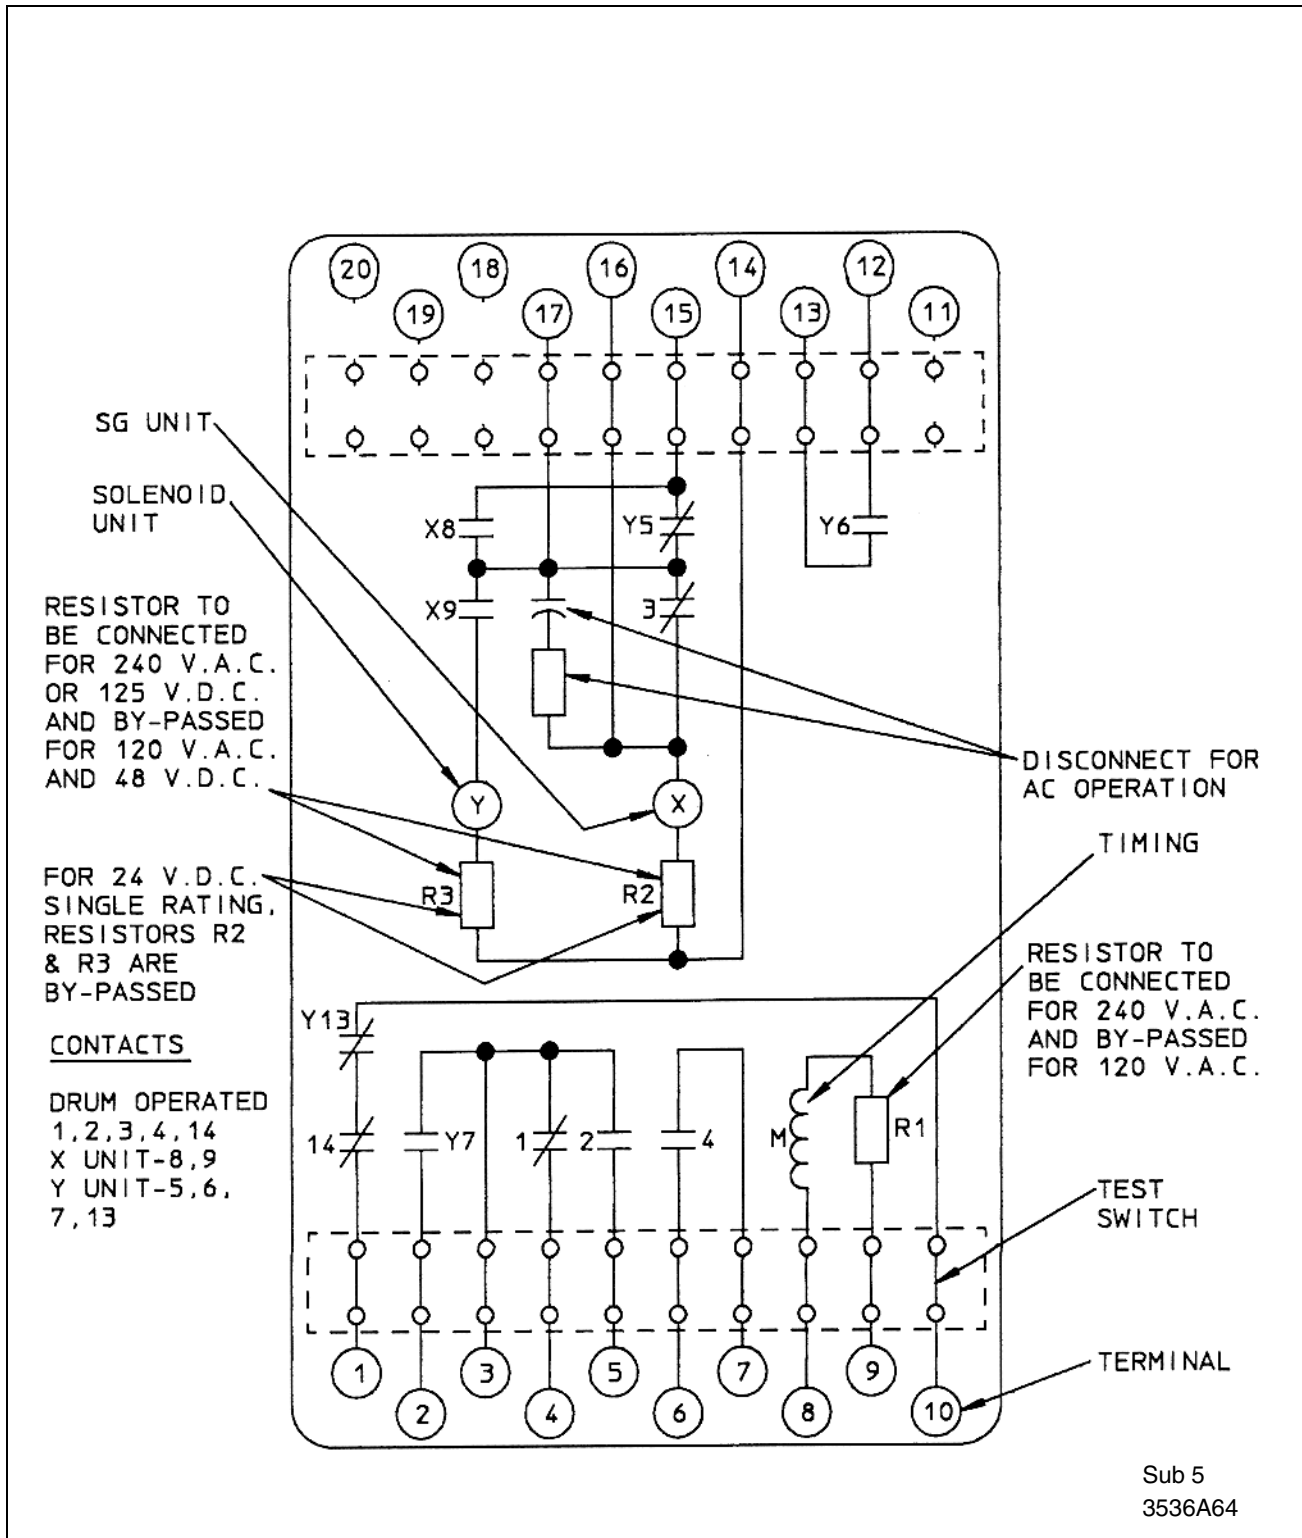 20
18
16
14
12
19
17
15
13
11
SG UNIT
SOLENOID
UNIT
X8
Y5
Y6
RESISTOR TO
BE CONNECTED
FOR 240 V.A.C.
OR 125 V.D.C.
AND BY-PASSED
FOR 120 V.A.C.
AND 48 V.D.C.
X9
3
DISCONNECT FOR
AC OPERATION
Y
X
TIMING
FOR 24 V.D.C.
SINGLE RATING,
RESISTORS R2
& R3 ARE
BY-PASSED
R3
R2
RESISTOR TO
BE CONNECTED
FOR 240 V.A.C.
AND BY-PASSED
FOR 120 V.A.C.
Y13
CONTACTS
DRUM OPERATED
1,2,3,4,14
X UNIT-8,9
Y UNIT-5,6,
7,13
14
Y7
1
2
4
M
R1
TEST
SWITCH
1
3
5
7
9
TERMINAL
2
4
6
8
10
Sub 5
3536A64